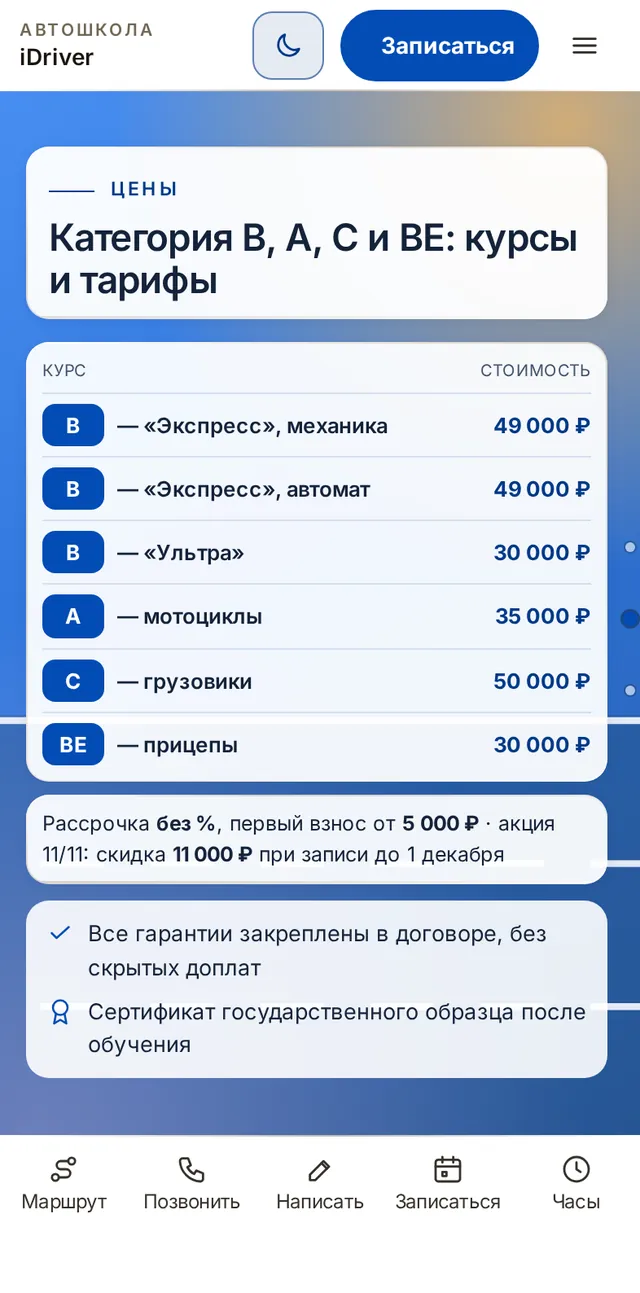 АВТОШКОЛА
iDriver
Записаться
ЦЕНЫ
Категория B, A, C и BE: курсы
и тарифы
КУРС СТОИМОСТЬ
B — «Экспресс», механика 49 000 ₽
B — «Экспресс», автомат 49 000 ₽
B — «Ультра» 30 000 ₽
A — мотоциклы 35 000 ₽
C — грузовики 50 000 ₽
BE — прицепы 30 000 ₽
Рассрочка без %, первый взнос от 5 000 ₽ · акция
11/11: скидка 11 000 ₽ при записи до 1 декабря
Все гарантии закреплены в договоре, без
скрытых доплат
Сертификат государственного образца после
обучения
Маршрут Позвонить Написать Записаться Часы